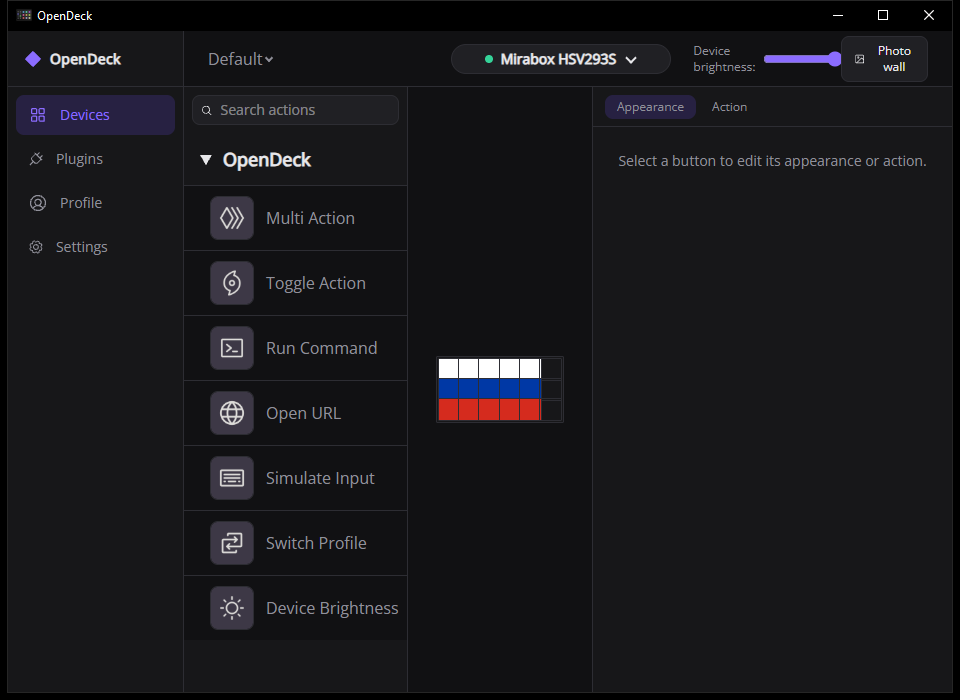 OpenDeck
OpenDeck
Default
Mirabox HSV293S
Device
brightness:
Photo
wall
Devices
Plugins
Profile
Settings
Search actions
OpenDeck
Multi Action
Toggle Action
Run Command
Open URL
Simulate Input
Switch Profile
Device Brightness
Appearance
Action
Select a button to edit its appearance or action.